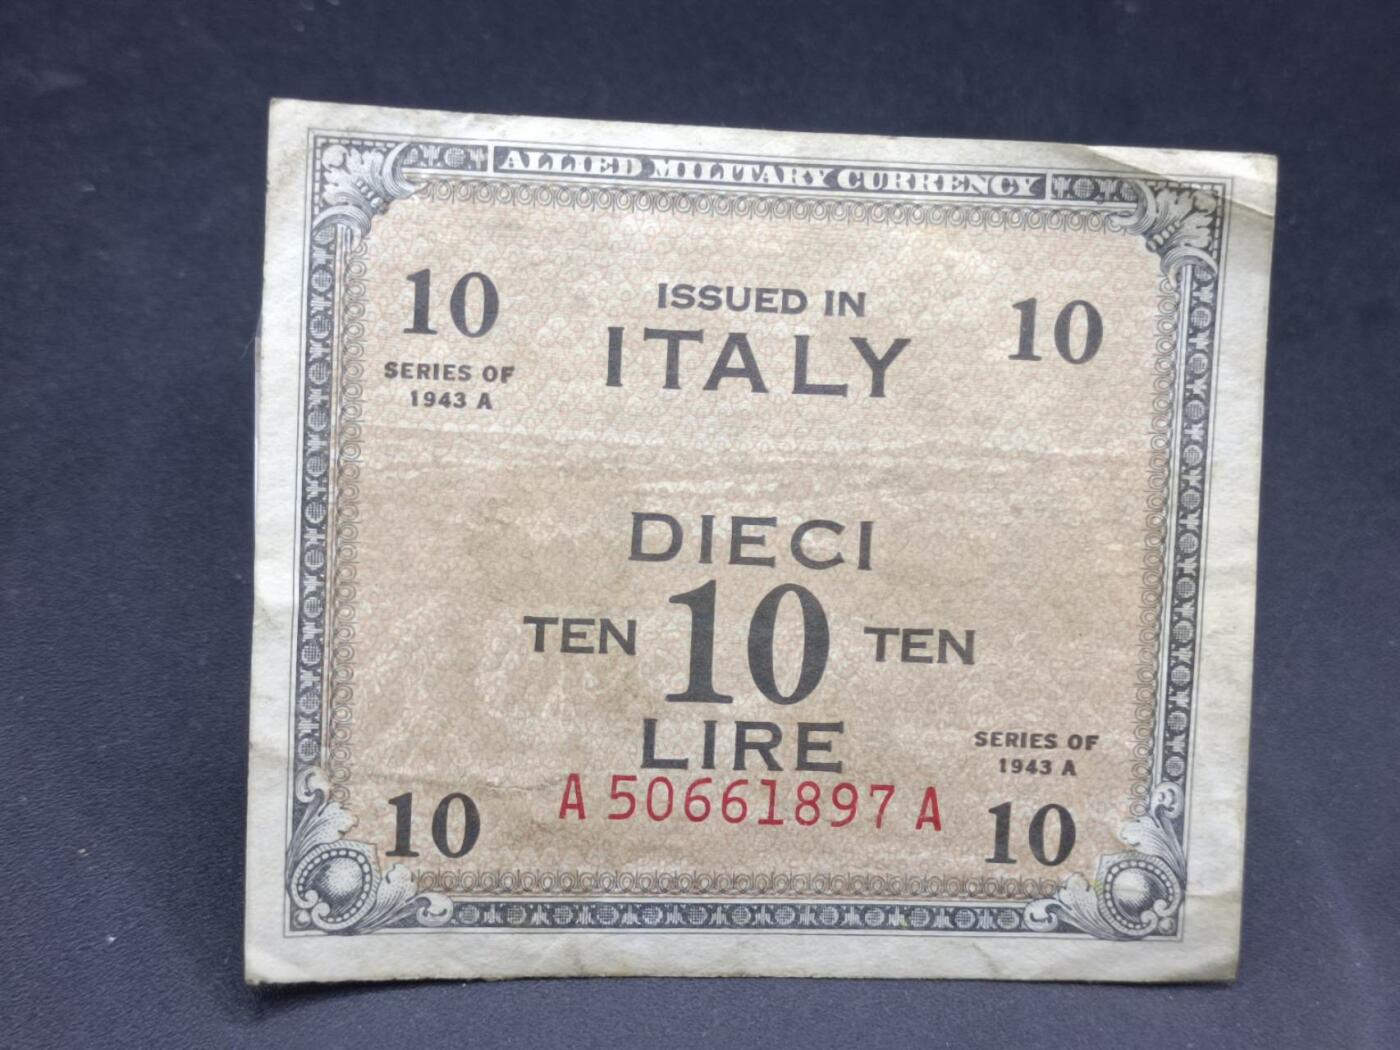 ALLIED MILITARY CURRENCY
10 ISSUED IN 10
ITALY
SERIES OF
1943 A
DIECI
TEN 10 TEN
LIRE
SERIES OF
1943 A
A 50661897 A
10 10